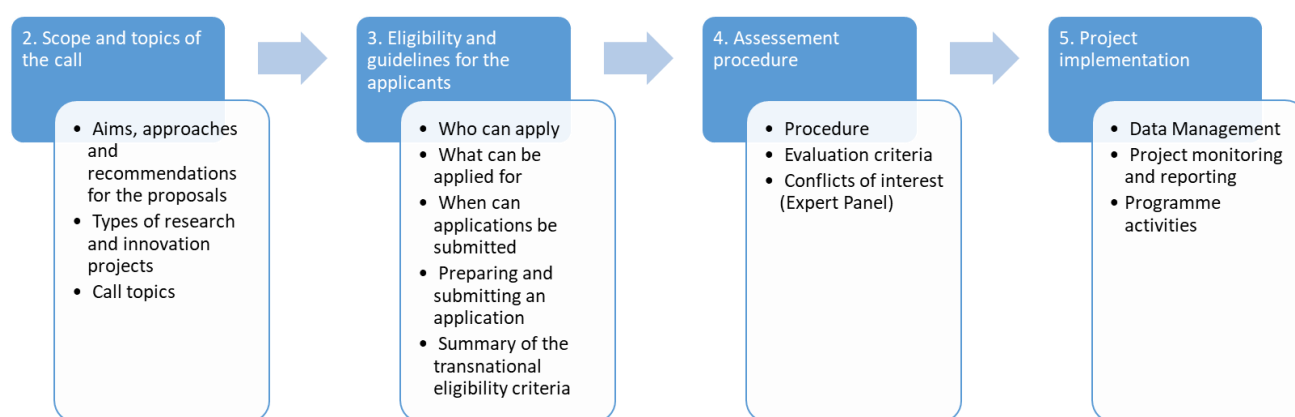 2. Scope and topics of
the call
• Aims, approaches
and
recommendations
for the proposals
• Types of research
and innovation
projects
• Call topics
3. Eligibility and
guidelines for the
applicants
• Who can apply
• What can be
applied for
• When can
applications be
submitted
• Preparing and
submitting an
application
• Summary of the
transnational
eligibility criteria
4. Assessement
procedure
• Procedure
• Evaluation criteria
• Conflicts of interest
(Expert Panel)
5. Project
implementation
• Data Management
• Project monitoring
and reporting
• Programme
activities